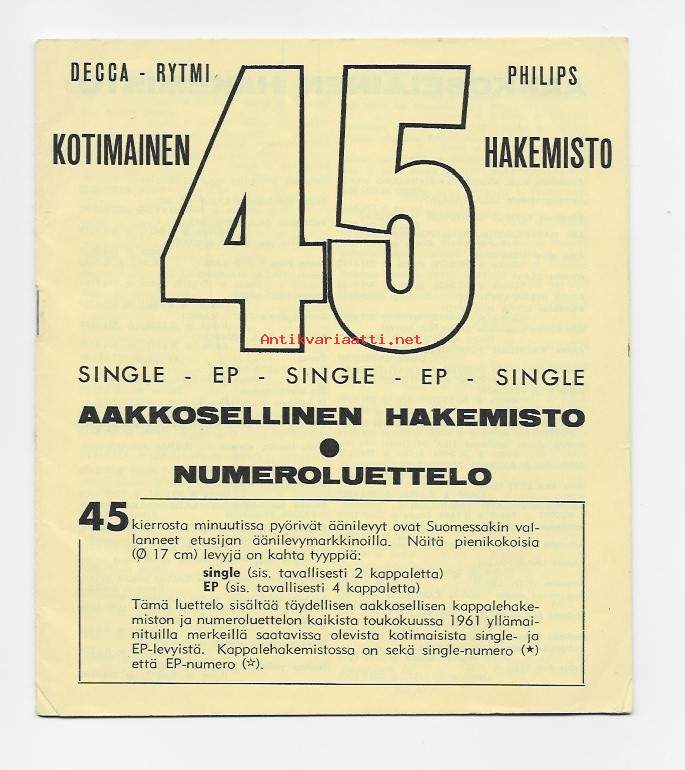 DECCA - RYTMI
PHILIPS
KOTIMAINEN
45
HAKEMISTO
Antikvariaatti.net
SINGLE - EP - SINGLE - EP - SINGLE
AAKKOSELLINEN HAKEMISTO
●
NUMEROLUETTELO
45 kierrosta minuutissa pyörivät äänilevyt ovat Suomessakin val-
lanneet etusijan äänilevymarkkinoilla. Näitä pienikokoisia
(Ø 17 cm) levyjä on kahta tyyppiä:
single (sis. tavallisesti 2 kappaletta)
EP (sis. tavallisesti 4 kappaletta)
Tämä luettelo sisältää täydellisen aakkosellisen kappalehake-
miston ja numeroluettelon kaikista toukokuussa 1961 yllämai-
nituilla merkeillä saatavissa olevista kotimaisista single- ja
EP-levyistä. Kappalehakemistossa on sekä single-numero (★)
että EP-numero (☆).